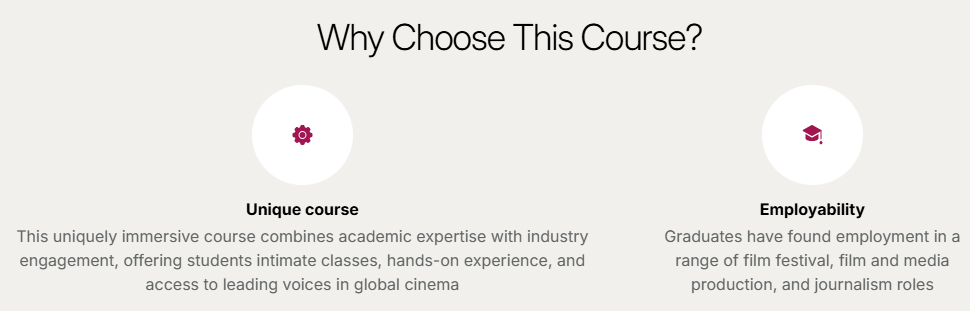 Why Choose This Course?
Unique course
This uniquely immersive course combines academic expertise with industry
engagement, offering students intimate classes, hands-on experience, and
access to leading voices in global cinema
Employability
Graduates have found employment in a
range of film festival, film and media
production, and journalism roles